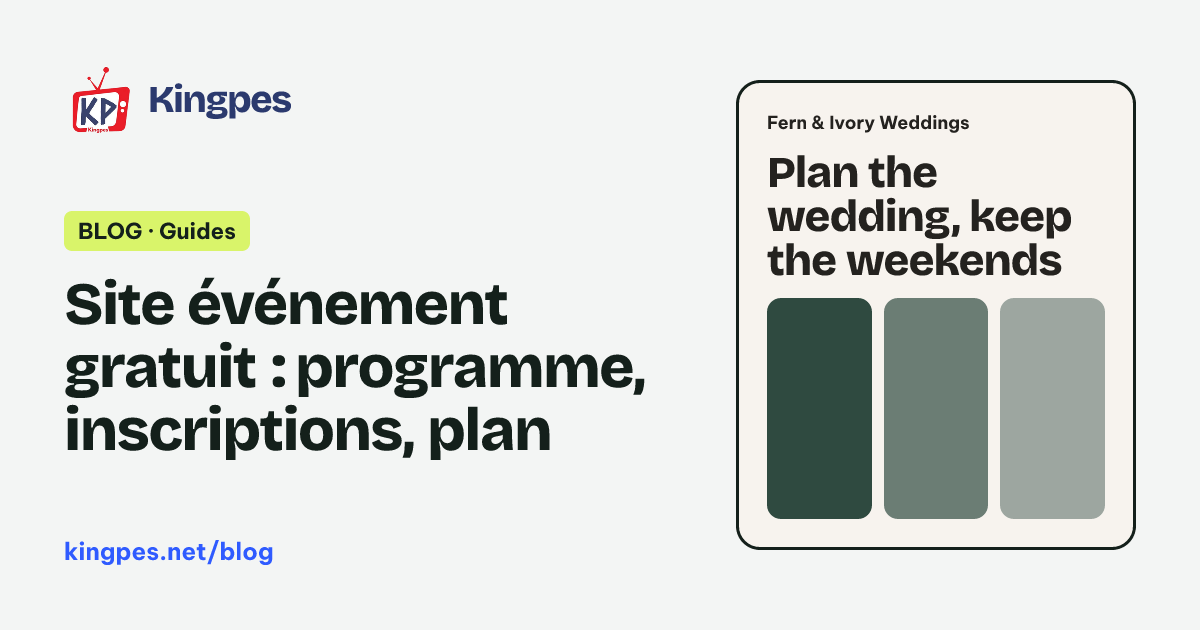 KP
Kingpes
Kingpes
BLOG · Guides
Site événement
gratuit : programme,
inscriptions, plan
kingpes.net/blog
Fern & Ivory Weddings
Plan the
wedding, keep
the weekends